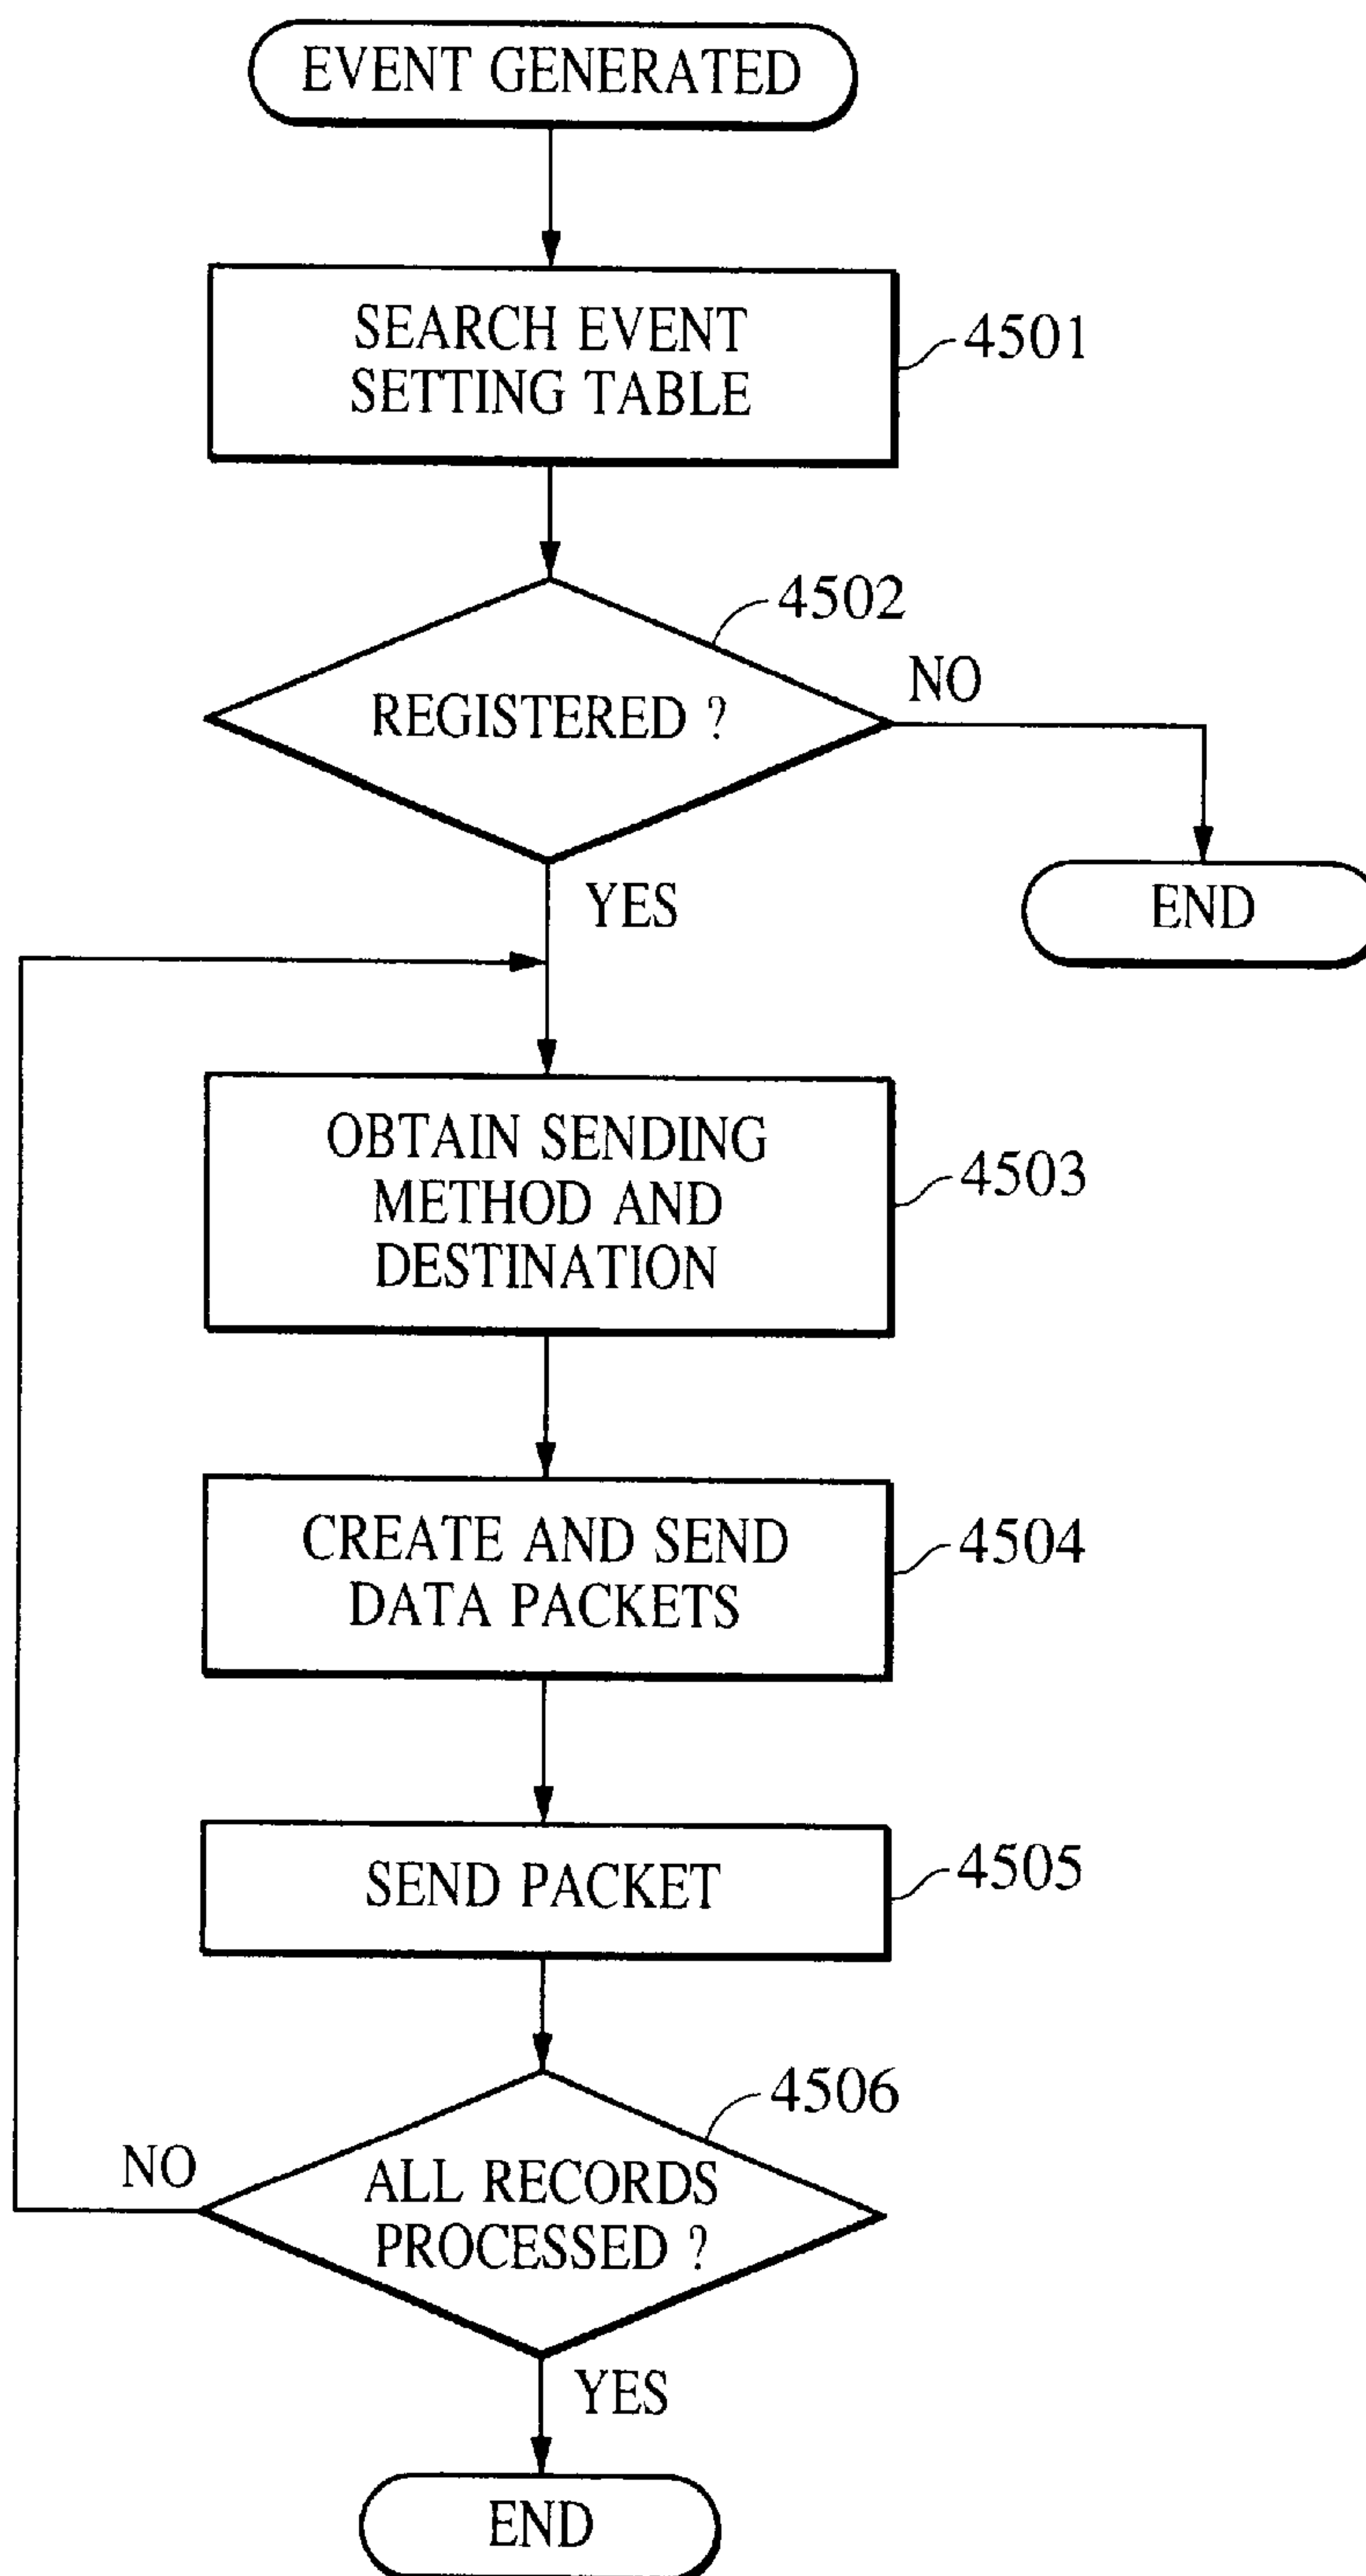 EVENT GENERATED
SEARCH EVENT
SETTING TABLE
4501
4502
REGISTERED ?
NO
YES
END
OBTAIN SENDING
METHOD AND
DESTINATION
4503
CREATE AND SEND
DATA PACKETS
4504
SEND PACKET
4505
4506
NO
ALL RECORDS
PROCESSED ?
YES
END